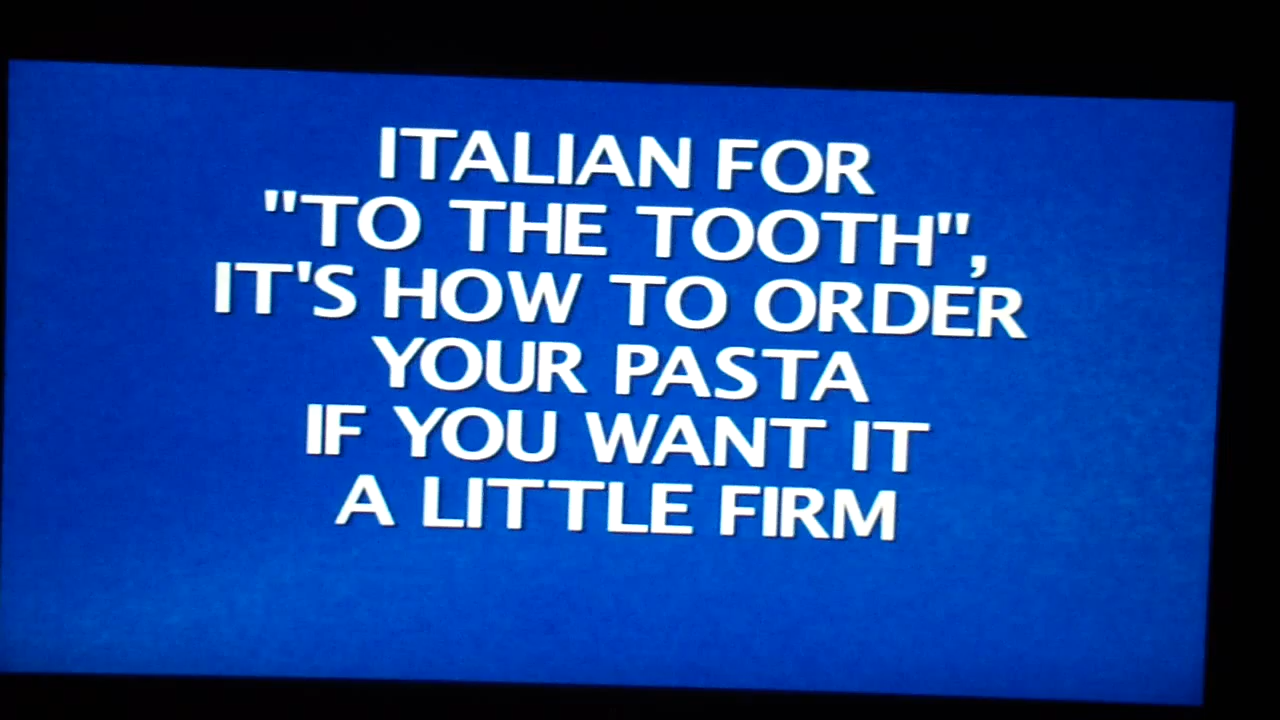 ITALIAN FOR
"TO THE TOOTH",
IT'S HOW TO ORDER
YOUR PASTA
IF YOU WANT IT
A LITTLE FIRM